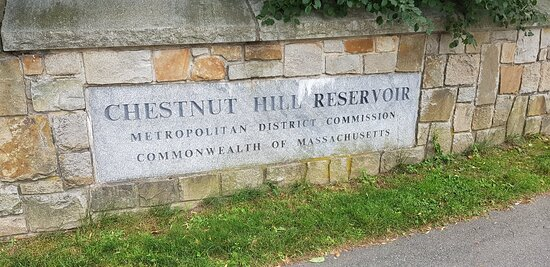 CHESTNUT HILL RESERVOIR
METROPOLITAN DISTRICT COMMISSION
COMMONWEALTH OF MASSACHUSETTS